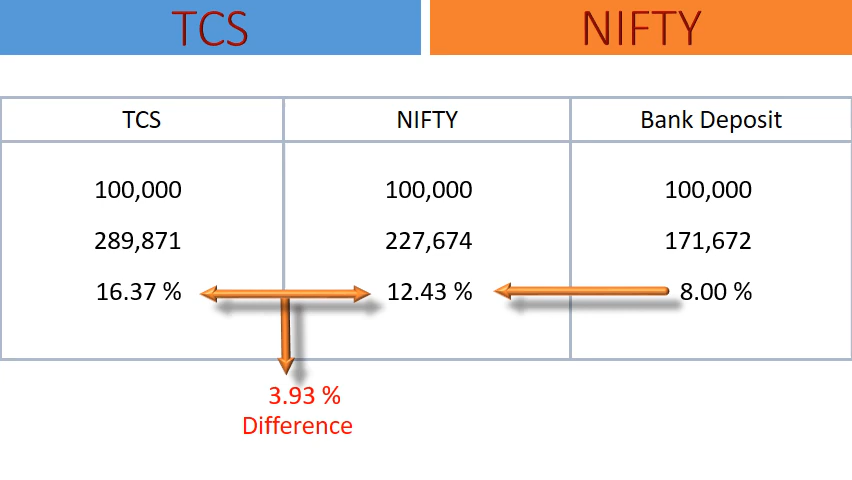 TCS NIFTY
TCS NIFTY Bank Deposit
100,000 100,000 100,000
289,871 227,674 171,672
16.37 % 12.43 % 8.00 %
3.93 %
Difference